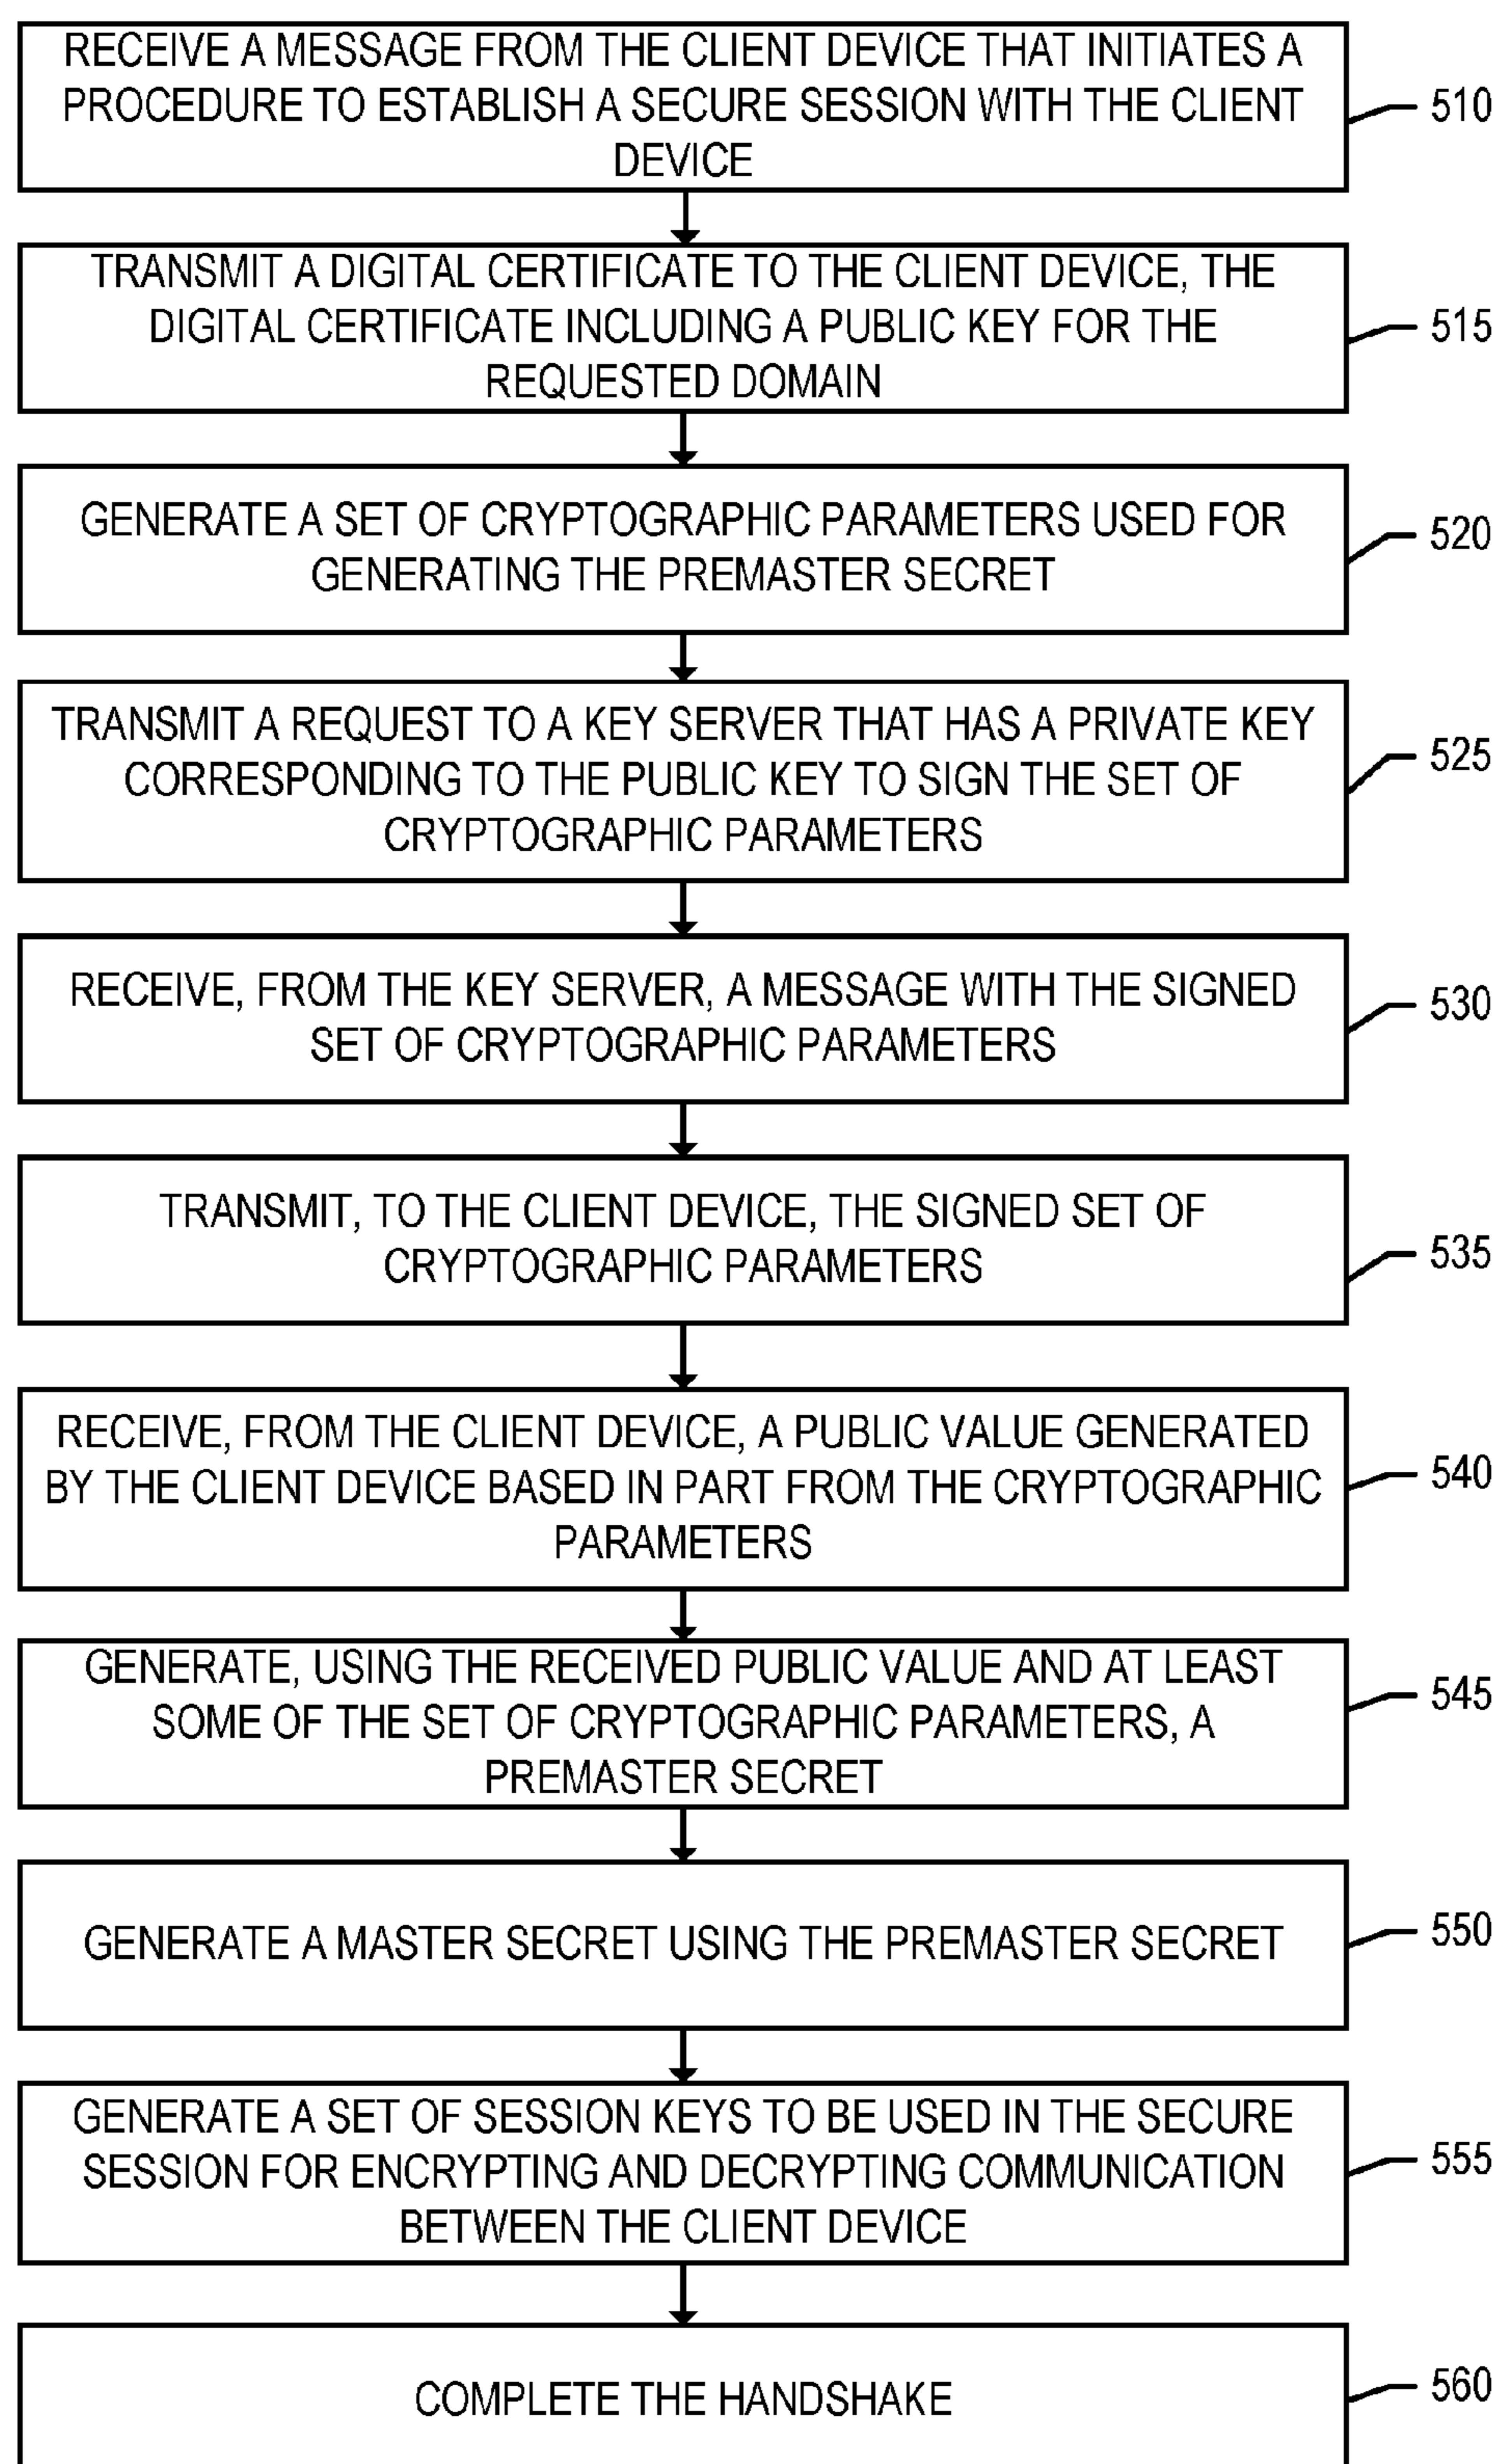 RECEIVE A MESSAGE FROM THE CLIENT DEVICE THAT INITIATES A
PROCEDURE TO ESTABLISH A SECURE SESSION WITH THE CLIENT
DEVICE
510
TRANSMIT A DIGITAL CERTIFICATE TO THE CLIENT DEVICE, THE
DIGITAL CERTIFICATE INCLUDING A PUBLIC KEY FOR THE
REQUESTED DOMAIN
515
GENERATE A SET OF CRYPTOGRAPHIC PARAMETERS USED FOR
GENERATING THE PREMASTER SECRET
520
TRANSMIT A REQUEST TO A KEY SERVER THAT HAS A PRIVATE KEY
CORRESPONDING TO THE PUBLIC KEY TO SIGN THE SET OF
CRYPTOGRAPHIC PARAMETERS
525
RECEIVE, FROM THE KEY SERVER, A MESSAGE WITH THE SIGNED
SET OF CRYPTOGRAPHIC PARAMETERS
530
TRANSMIT, TO THE CLIENT DEVICE, THE SIGNED SET OF
CRYPTOGRAPHIC PARAMETERS
535
RECEIVE, FROM THE CLIENT DEVICE, A PUBLIC VALUE GENERATED
BY THE CLIENT DEVICE BASED IN PART FROM THE CRYPTOGRAPHIC
PARAMETERS
540
GENERATE, USING THE RECEIVED PUBLIC VALUE AND AT LEAST
SOME OF THE SET OF CRYPTOGRAPHIC PARAMETERS, A
PREMASTER SECRET
545
GENERATE A MASTER SECRET USING THE PREMASTER SECRET
550
GENERATE A SET OF SESSION KEYS TO BE USED IN THE SECURE
SESSION FOR ENCRYPTING AND DECRYPTING COMMUNICATION
BETWEEN THE CLIENT DEVICE
555
COMPLETE THE HANDSHAKE
560